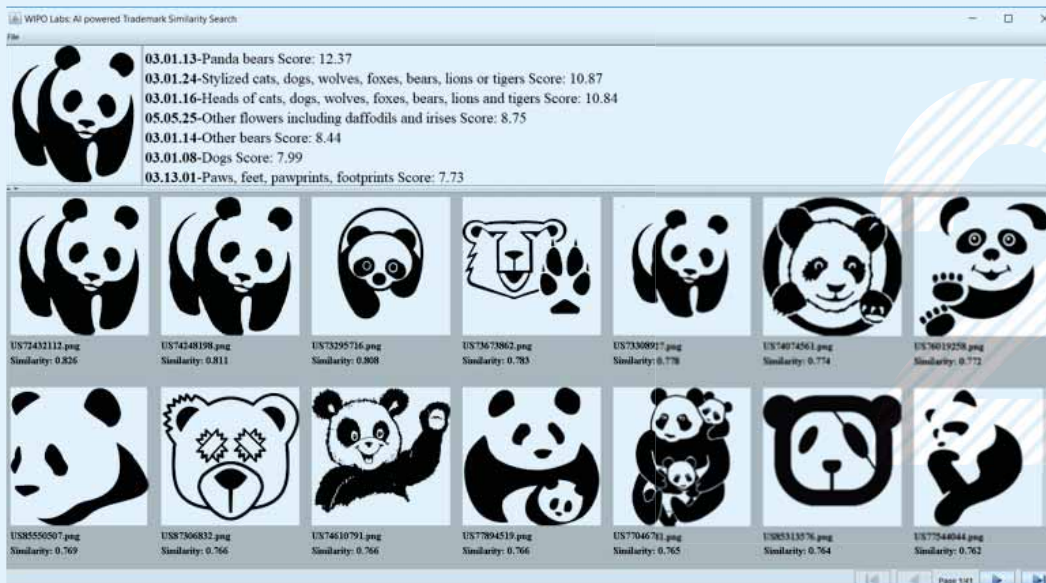 WIPO Labs: AI powered Trademark Similarity Search
File
03.01.13-Panda bears Score: 12.37
03.01.24-Stylized cats, dogs, wolves, foxes, bears, lions or tigers Score: 10.87
03.01.16-Heads of cats, dogs, wolves, foxes, bears, lions and tigers Score: 10.84
05.05.25-Other flowers including daffodils and irises Score: 8.75
03.01.14-Other bears Score: 8.44
03.01.08-Dogs Score: 7.99
03.13.01-Paws, feet, pawprints, footprints Score: 7.73
US72432112.png US74248198.png US73295716.png US73673862.png US73308917.png US74074561.png US76019258.png
Similarity: 0.826 Similarity: 0.811 Similarity: 0.808 Similarity: 0.783 Similarity: 0.778 Similarity: 0.774 Similarity: 0.772
US85550507.png US87306832.png US74610791.png US77894519.png US77046761.png US85313576.png US77544044.png
Similarity: 0.769 Similarity: 0.766 Similarity: 0.766 Similarity: 0.766 Similarity: 0.765 Similarity: 0.764 Similarity: 0.762